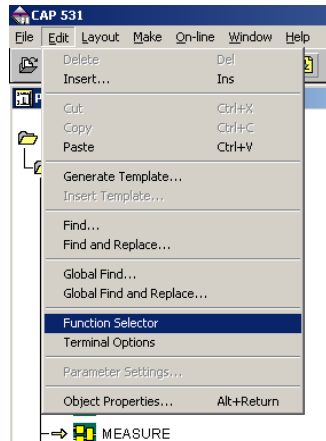 CAP 531
File Edit Layout Make On-line Window Help
Delete Del
Insert... Ins
Cut Ctrl+X
Copy Ctrl+C
Paste Ctrl+V
Generate Template...
Insert Template...
Find...
Find and Replace...
Global Find...
Global Find and Replace...
Function Selector
Terminal Options
Parameter Settings...
Object Properties... Alt+Return
MEASURE